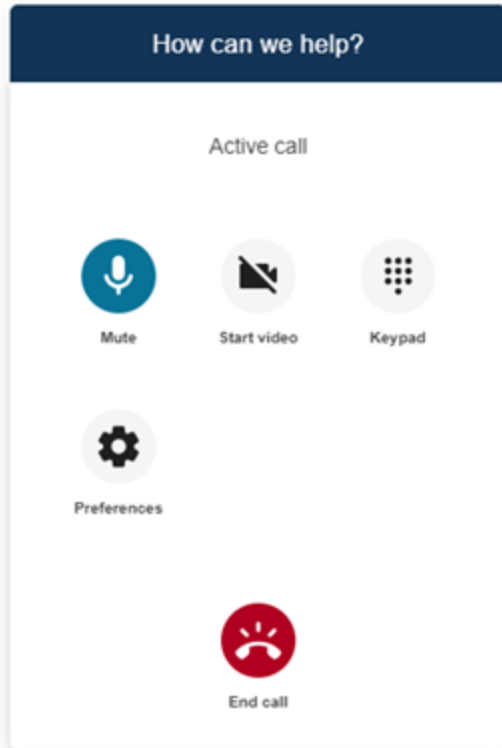 How can we help?
Active call
Mute Start video Keypad
Preferences
End call